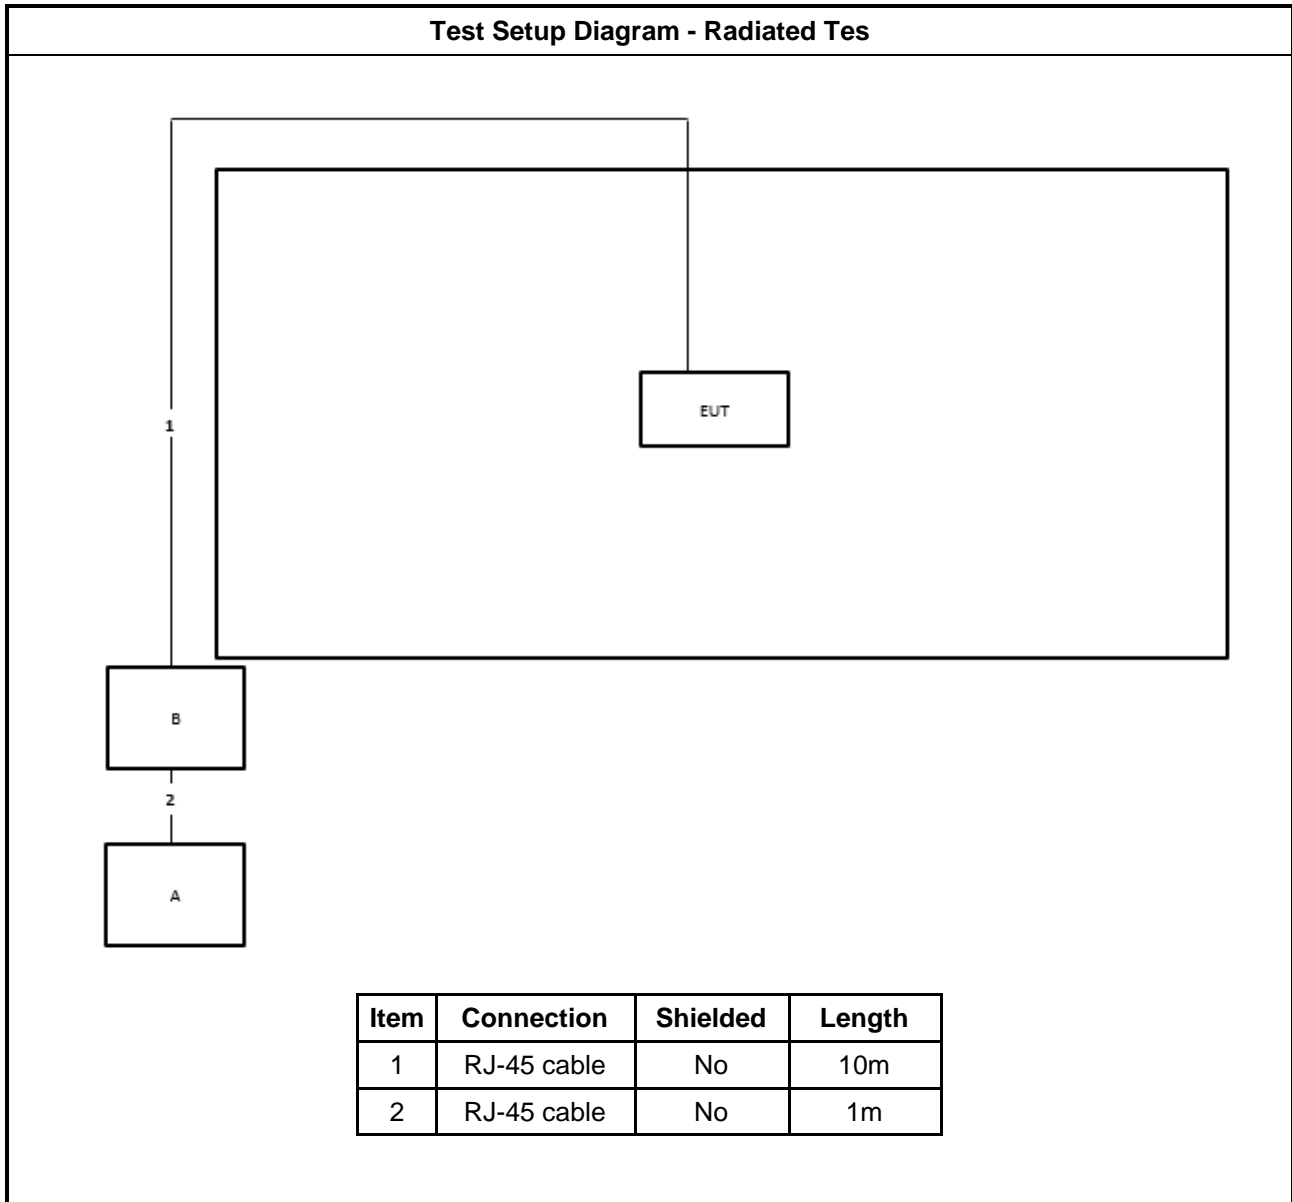 Test Setup Diagram - Radiated Tes
EUT
1
B
2
A
Item Connection Shielded Length
1 RJ-45 cable No 10m
2 RJ-45 cable No 1m